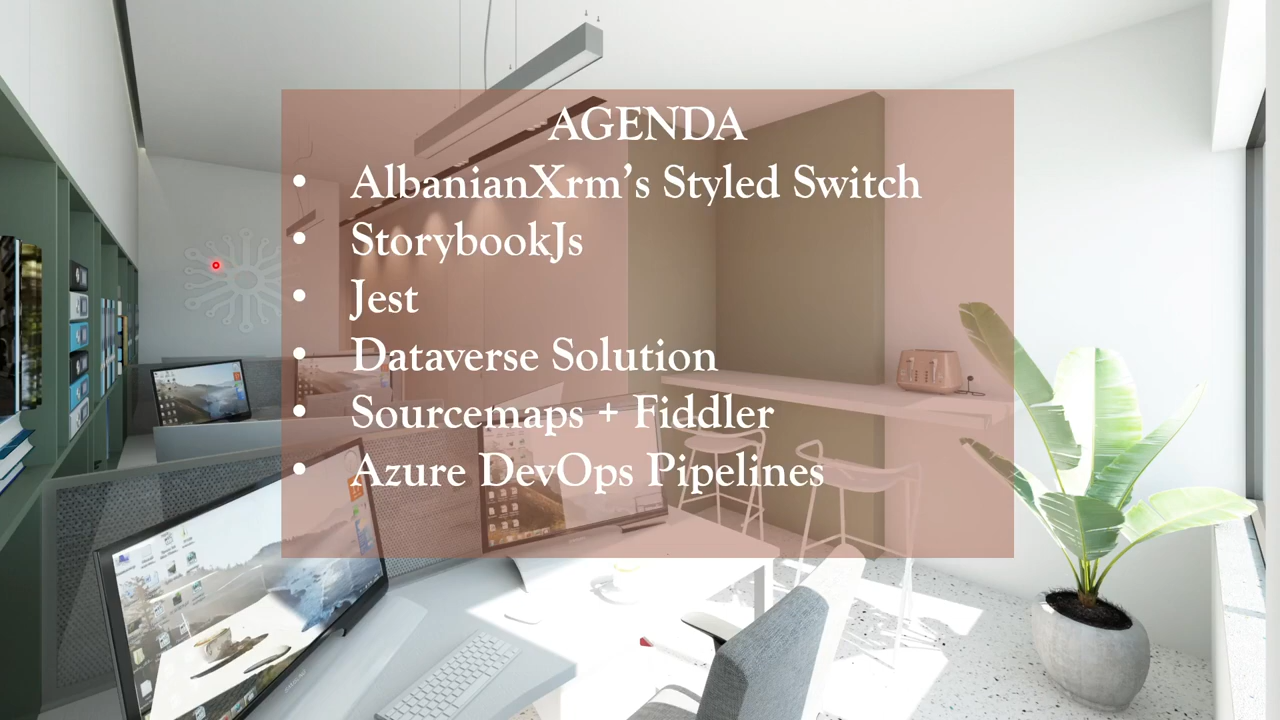 AGENDA
• AlbanianXrm’s Styled Switch
• StorybookJs
• Jest
• Dataverse Solution
• Sourcemaps + Fiddler
• Azure DevOps Pipelines